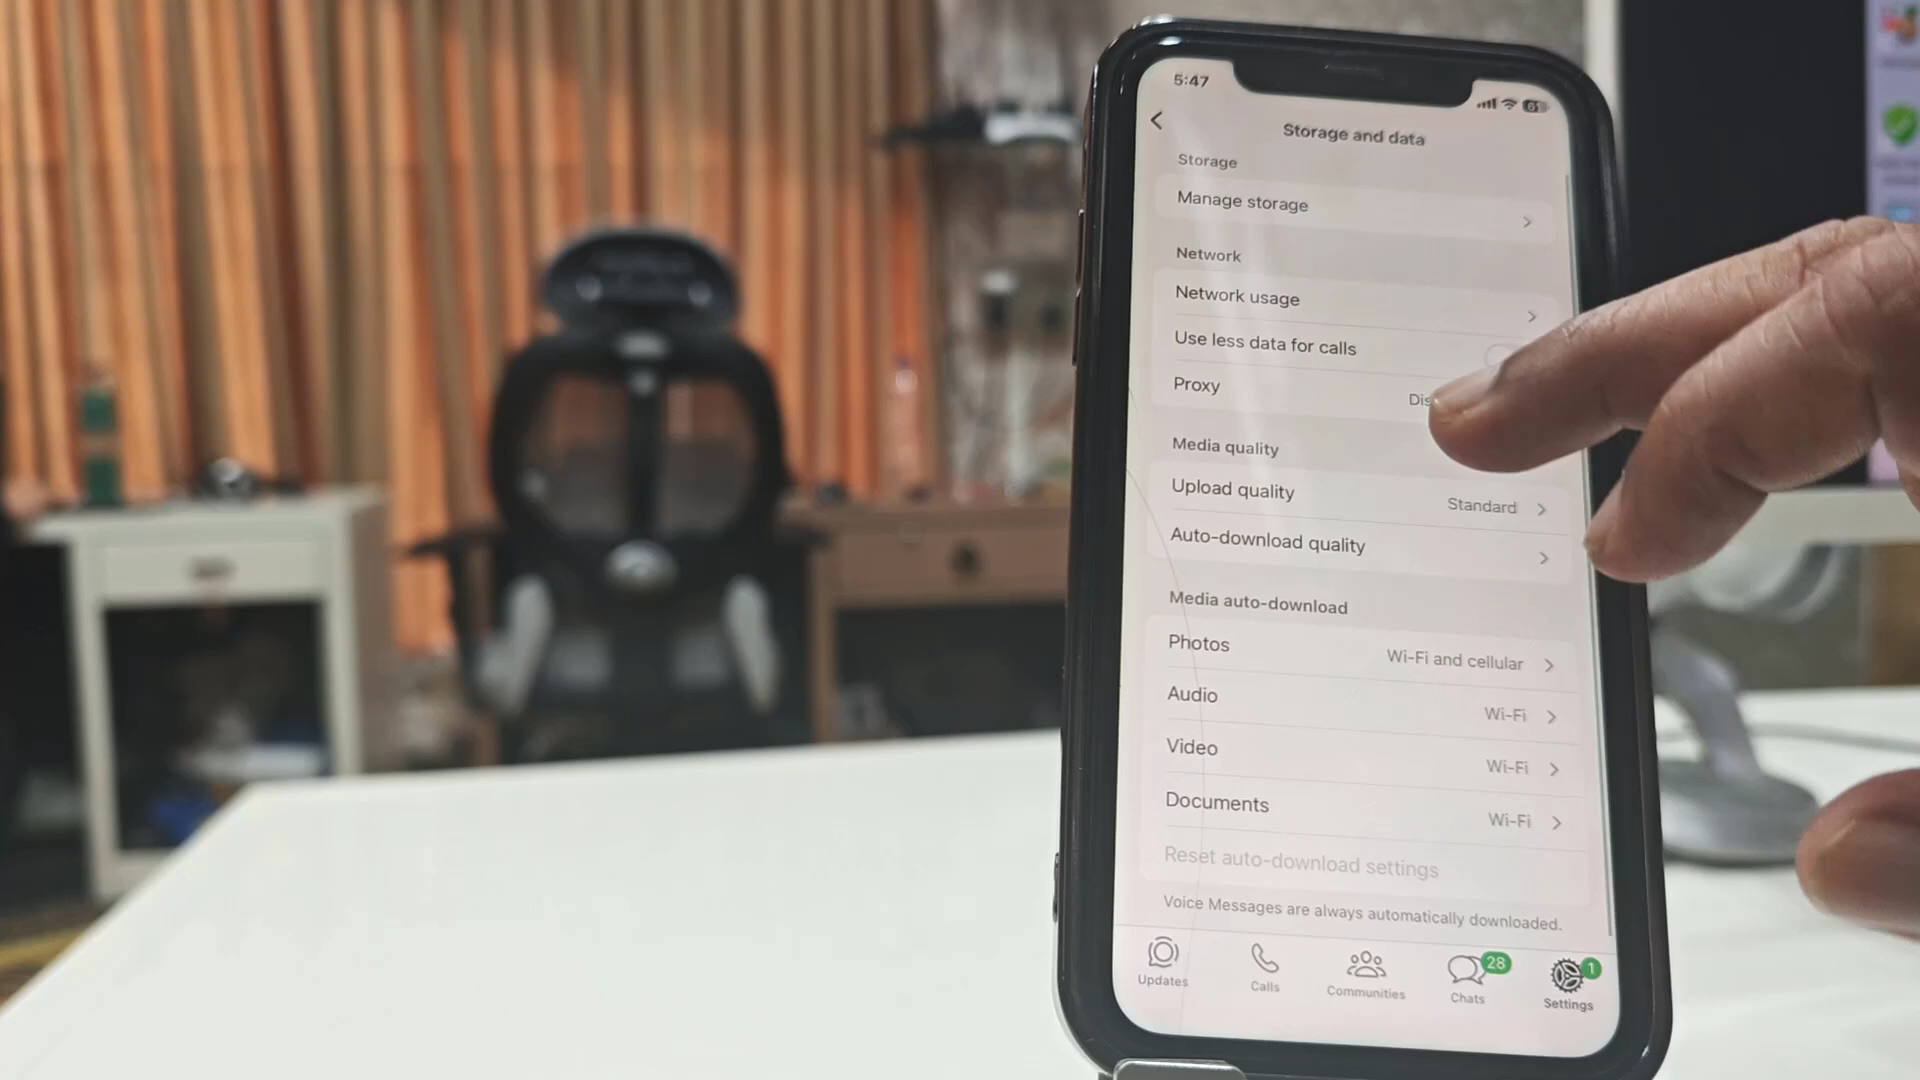 5:47
61
Storage and data
Storage
Manage storage
Network
Network usage
Use less data for calls
Proxy
Dis
Media quality
Upload quality Standard
Auto-download quality
Media auto-download
Photos Wi-Fi and cellular
Audio Wi-Fi
Video Wi-Fi
Documents Wi-Fi
Reset auto-download settings
Voice Messages are always automatically downloaded.
Updates
Calls
Communities
28
Chats
1
Settings